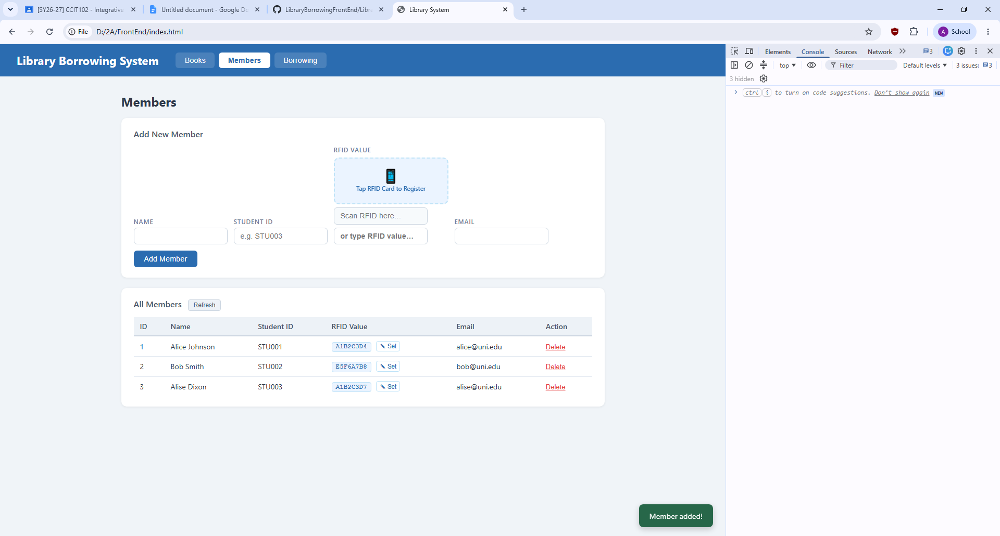 [SY26-27] CCIT102 - Integrative
Untitled document - Google Do
LibraryBorrowingFrontEnd/Libra
Library System
File
D:/2A/FrontEnd/index.html
A School
Library Borrowing System
Books
Members
Borrowing
Elements
Console
Sources
Network
3
top
Filter
Default levels
3 issues:
3
3 hidden
ctrl i to turn on code suggestions. Don't show again NEW
Members
Add New Member
RFID VALUE
Tap RFID Card to Register
Scan RFID here...
NAME
STUDENT ID
EMAIL
e.g. STU003
or type RFID value...
Add Member
All Members
Refresh
ID Name Student ID RFID Value Email Action
1 Alice Johnson STU001 A1B2C3D4 Set alice@uni.edu Delete
2 Bob Smith STU002 E5F6A7B8 Set bob@uni.edu Delete
3 Alise Dixon STU003 A1B2C3D7 Set alise@uni.edu Delete
Member added!